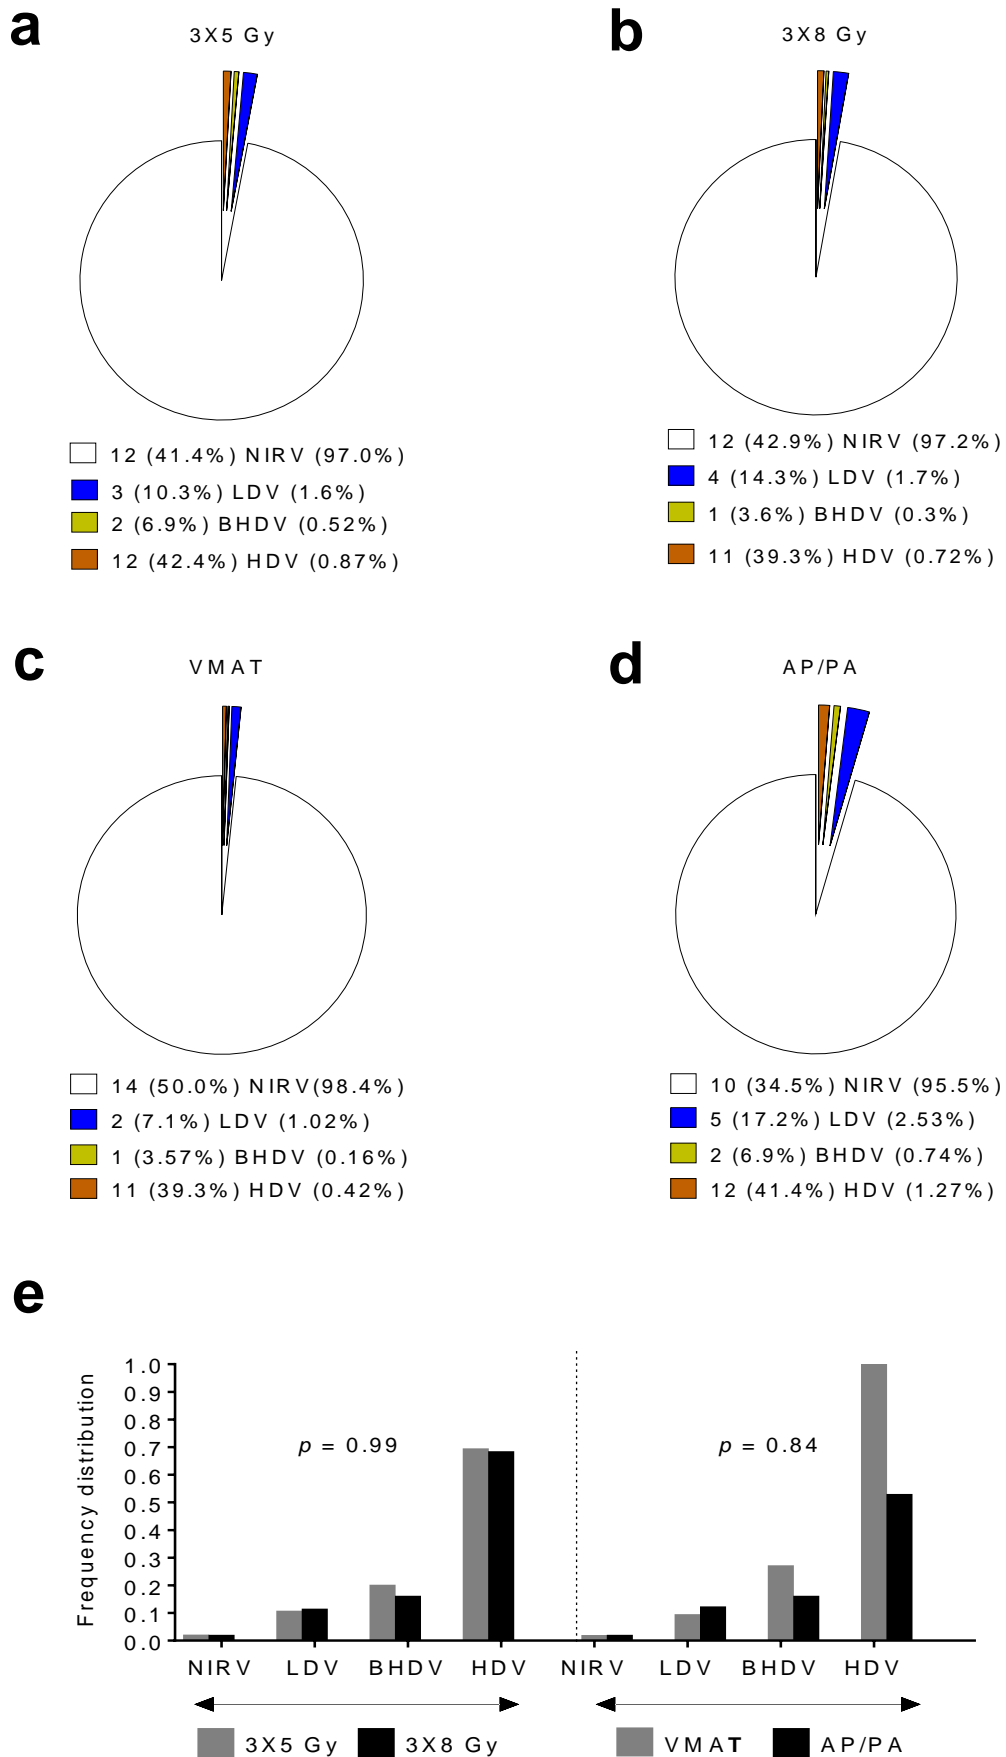 a
3X5 Gy
12 (41.4%) NIRV (97.0%)
3 (10.3%) LDV (1.6%)
2 (6.9%) BHDV (0.52%)
12 (42.4%) HDV (0.87%)
b
3X8 Gy
12 (42.9%) NIRV (97.2%)
4 (14.3%) LDV (1.7%)
1 (3.6%) BHDV (0.3%)
11 (39.3%) HDV (0.72%)
c
VMAT
14 (50.0%) NIRV(98.4%)
2 (7.1%) LDV (1.02%)
1 (3.57%) BHDV (0.16%)
11 (39.3%) HDV (0.42%)
d
AP/PA
10 (34.5%) NIRV (95.5%)
5 (17.2%) LDV (2.53%)
2 (6.9%) BHDV (0.74%)
12 (41.4%) HDV (1.27%)
e
Frequency distribution
1.0
0.9
0.8
0.7
0.6
0.5
0.4
0.3
0.2
0.1
0.0
p = 0.99
p = 0.84
NIRV LDV BHDV HDV NIRV LDV BHDV HDV
3X5 Gy 3X8 Gy VMAT AP/PA